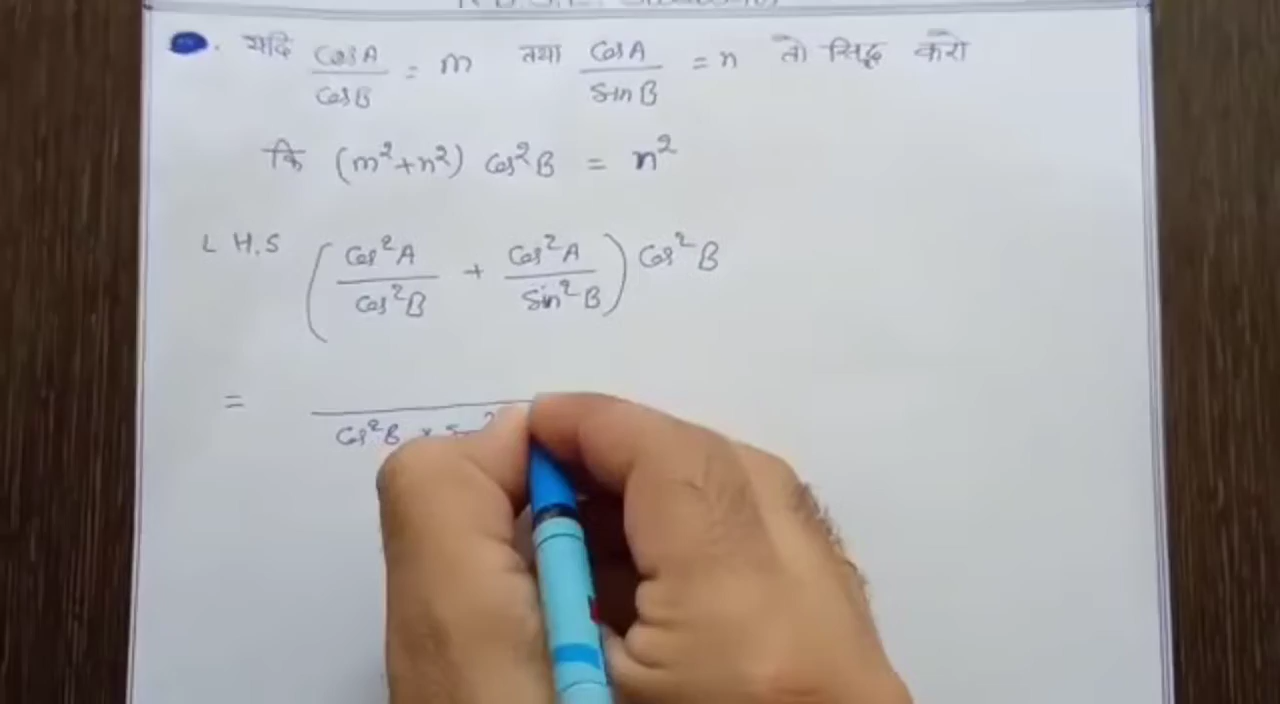 . यदि CosA/CosB = m तथा CosA/SinB = n तो सिद्ध करो
कि (m²+n²) Cos²B = n²
L H.S (Cos²A/Cos²B + Cos²A/Sin²B) Cos²B
= Cos²B ×